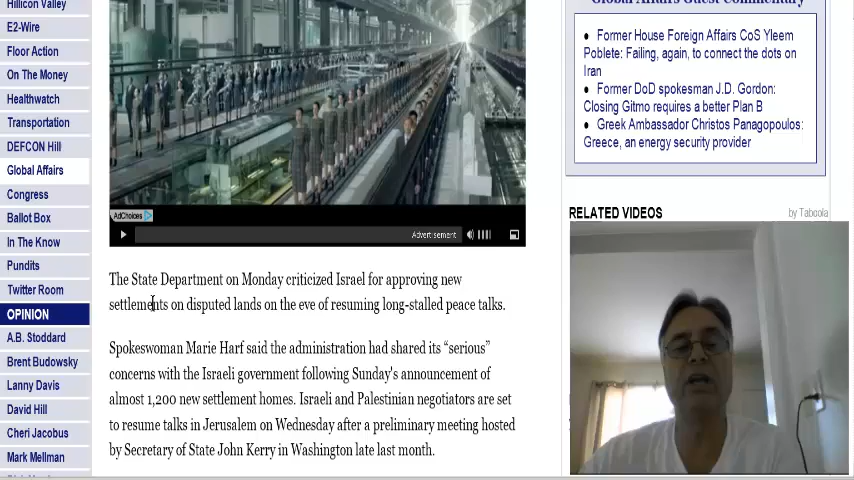 Hillicon Valley
E2-Wire
Floor Action
On The Money
Healthwatch
Transportation
DEFCON Hill
Global Affairs
Congress
Ballot Box
In The Know
Pundits
Twitter Room
OPINION
A.B. Stoddard
Brent Budowsky
Lanny Davis
David Hill
Cheri Jacobus
Mark Mellman
AdChoices
Advertisement
The State Department on Monday criticized Israel for approving new
settlements on disputed lands on the eve of resuming long-stalled peace talks.
Spokeswoman Marie Harf said the administration had shared its “serious”
concerns with the Israeli government following Sunday's announcement of
almost 1,200 new settlement homes. Israeli and Palestinian negotiators are set
to resume talks in Jerusalem on Wednesday after a preliminary meeting hosted
by Secretary of State John Kerry in Washington late last month.
Global Affairs Guest Commentary
● Former House Foreign Affairs CoS Yleem
Poblete: Failing, again, to connect the dots on
Iran
● Former DoD spokesman J.D. Gordon:
Closing Gitmo requires a better Plan B
● Greek Ambassador Christos Panagopoulos:
Greece, an energy security provider
RELATED VIDEOS
by Taboola